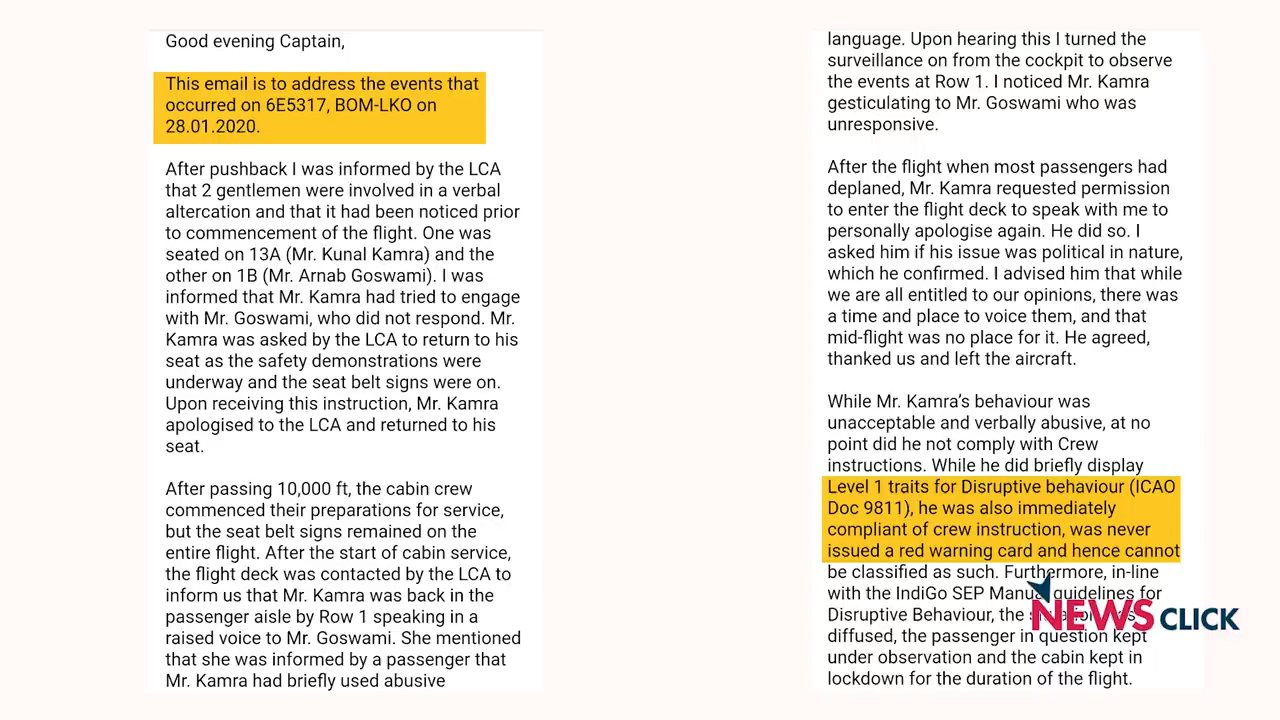 Good evening Captain,
This email is to address the events that
occurred on 6E5317, BOM-LKO on
28.01.2020.
After pushback I was informed by the LCA
that 2 gentlemen were involved in a verbal
altercation and that it had been noticed prior
to commencement of the flight. One was
seated on 13A (Mr. Kunal Kamra) and the
other on 1B (Mr. Arnab Goswami). I was
informed that Mr. Kamra had tried to engage
with Mr. Goswami, who did not respond. Mr.
Kamra was asked by the LCA to return to his
seat as the safety demonstrations were
underway and the seat belt signs were on.
Upon receiving this instruction, Mr. Kamra
apologised to the LCA and returned to his
seat.
After passing 10,000 ft, the cabin crew
commenced their preparations for service,
but the seat belt signs remained on the
entire flight. After the start of cabin service,
the flight deck was contacted by the LCA to
inform us that Mr. Kamra was back in the
passenger aisle by Row 1 speaking in a
raised voice to Mr. Goswami. She mentioned
that she was informed by a passenger that
Mr. Kamra had briefly used abusive
language. Upon hearing this I turned the
surveillance on from the cockpit to observe
the events at Row 1. I noticed Mr. Kamra
gesticulating to Mr. Goswami who was
unresponsive.
After the flight when most passengers had
deplaned, Mr. Kamra requested permission
to enter the flight deck to speak with me to
personally apologise again. He did so. I
asked him if his issue was political in nature,
which he confirmed. I advised him that while
we are all entitled to our opinions, there was
a time and place to voice them, and that
mid-flight was no place for it. He agreed,
thanked us and left the aircraft.
While Mr. Kamra's behaviour was
unacceptable and verbally abusive, at no
point did he not comply with Crew
instructions. While he did briefly display
Level 1 traits for Disruptive behaviour (ICAO
Doc 9811), he was also immediately
compliant of crew instruction, was never
issued a red warning card and hence cannot
be classified as such. Furthermore, in-line
with the IndiGo SEP Manual guidelines for
Disruptive Behaviour, the
diffused, the passenger in question kept
under observation and the cabin kept in
lockdown for the duration of the flight.
NEWS CLICK